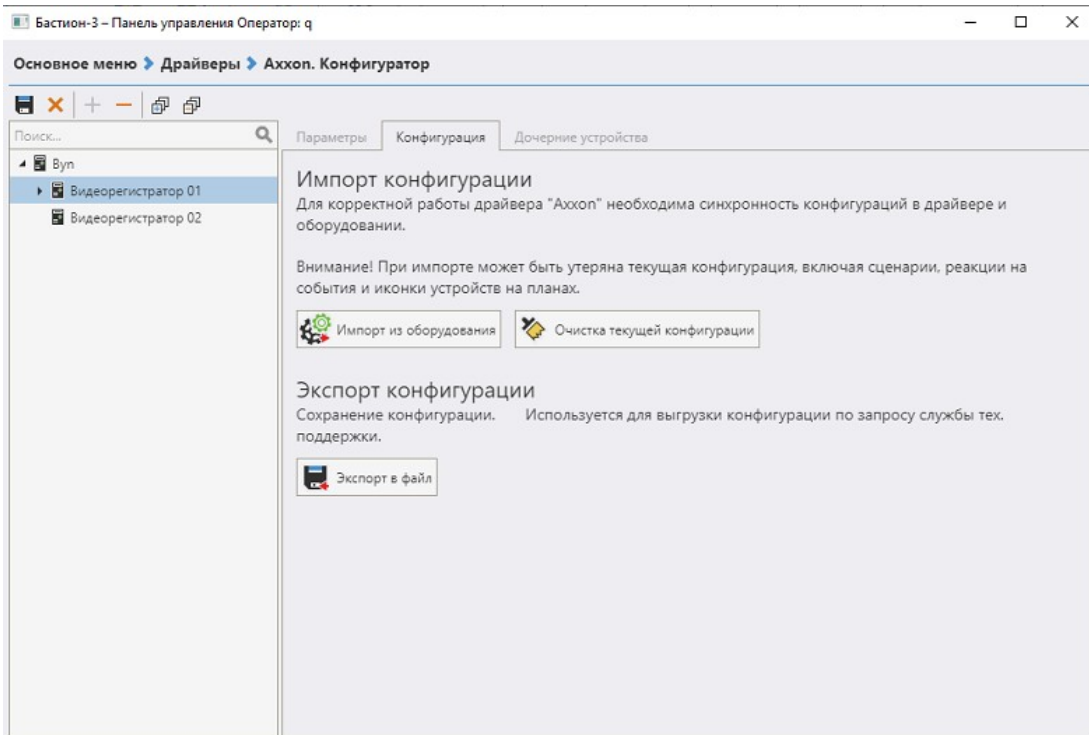 Бастион-3 – Панель управления Оператор: q
Основное меню Драйверы Axxon. Конфигуратор
Поиск...
Byn
Видеорегистратор 01
Видеорегистратор 02
Параметры Конфигурация Дочерние устройства
Импорт конфигурации
Для корректной работы драйвера "Axxon" необходима синхронность конфигураций в драйвере и
оборудовании.
Внимание! При импорте может быть утеряна текущая конфигурация, включая сценарии, реакции на
события и иконки устройств на планах.
Импорт из оборудования Очистка текущей конфигурации
Экспорт конфигурации
Сохранение конфигурации. Используется для выгрузки конфигурации по запросу службы тех.
поддержки.
Экспорт в файл